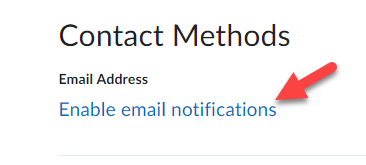 Contact Methods
Email Address
Enable email notifications